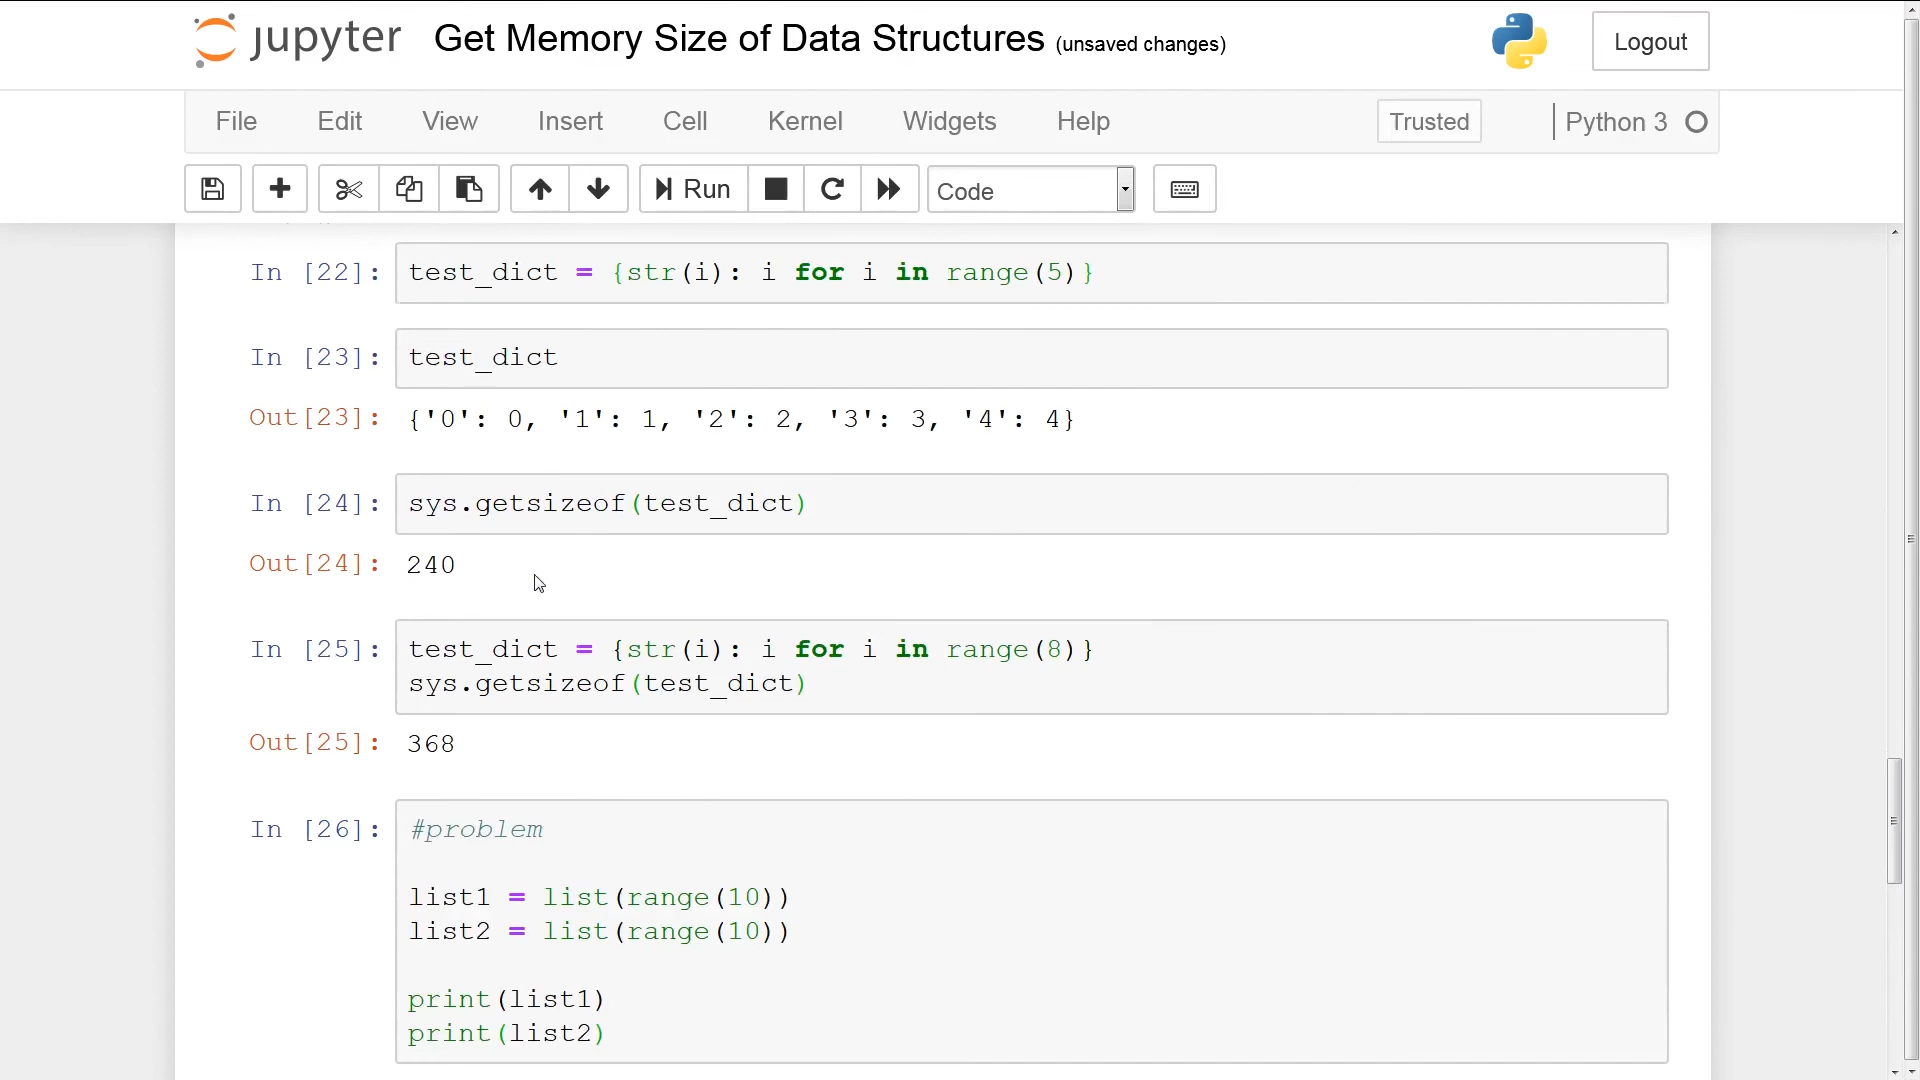 jupyter Get Memory Size of Data Structures (unsaved changes) Logout
File Edit View Insert Cell Kernel Widgets Help Trusted Python 3
Run Code
In [22]: test_dict = {str(i): i for i in range(5)}
In [23]: test_dict
Out[23]: {'0': 0, '1': 1, '2': 2, '3': 3, '4': 4}
In [24]: sys.getsizeof(test_dict)
Out[24]: 240
In [25]: test_dict = {str(i): i for i in range(8)}
sys.getsizeof(test_dict)
Out[25]: 368
In [26]: #problem
list1 = list(range(10))
list2 = list(range(10))
print(list1)
print(list2)